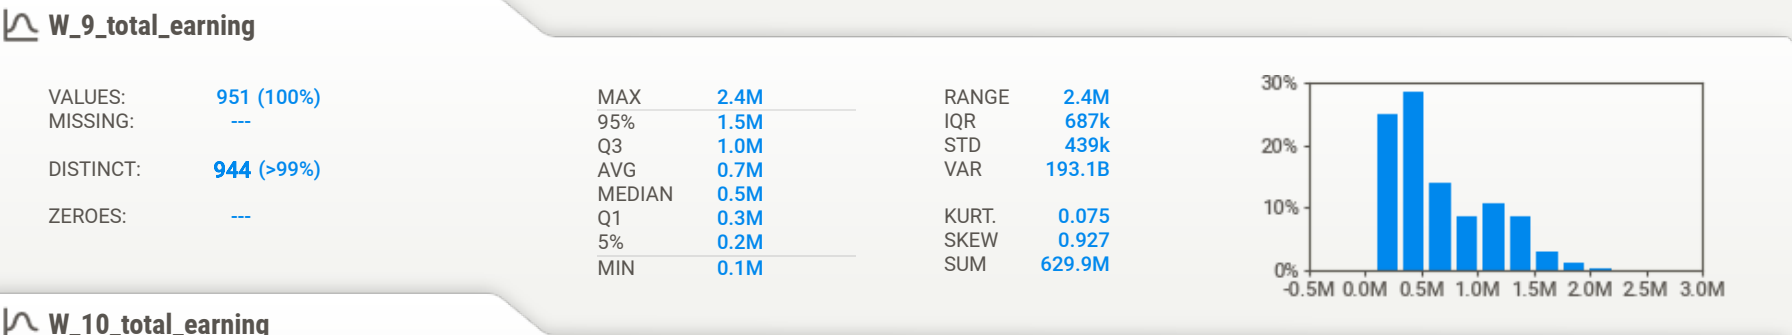 W_9_total_earning
VALUES: 951 (100%)
MISSING: ---
DISTINCT: 944 (>99%)
ZEROES: ---
MAX 2.4M
95% 1.5M
Q3 1.0M
AVG 0.7M
MEDIAN 0.5M
Q1 0.3M
5% 0.2M
MIN 0.1M
RANGE 2.4M
IQR 687k
STD 439k
VAR 193.1B
KURT. 0.075
SKEW 0.927
SUM 629.9M
30%
20%
10%
0%
-0.5M 0.0M 0.5M 1.0M 1.5M 2.0M 2.5M 3.0M
W_10_total_earning